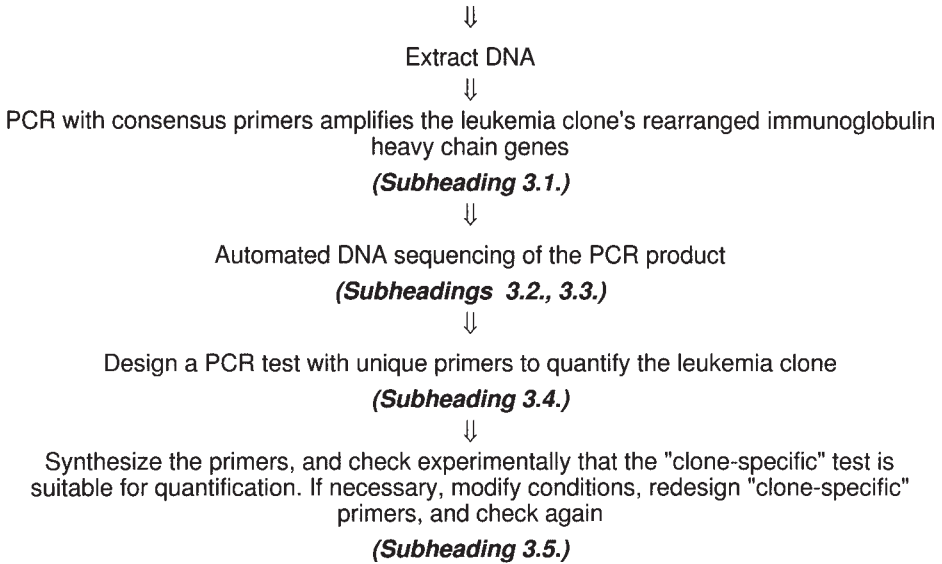 ⇓
Extract DNA
⇓
PCR with consensus primers amplifies the leukemia clone's rearranged immunoglobulin
heavy chain genes
(Subheading 3.1.)
⇓
Automated DNA sequencing of the PCR product
(Subheadings 3.2., 3.3.)
⇓
Design a PCR test with unique primers to quantify the leukemia clone
(Subheading 3.4.)
⇓
Synthesize the primers, and check experimentally that the "clone-specific" test is
suitable for quantification. If necessary, modify conditions, redesign "clone-specific"
primers, and check again
(Subheading 3.5.)